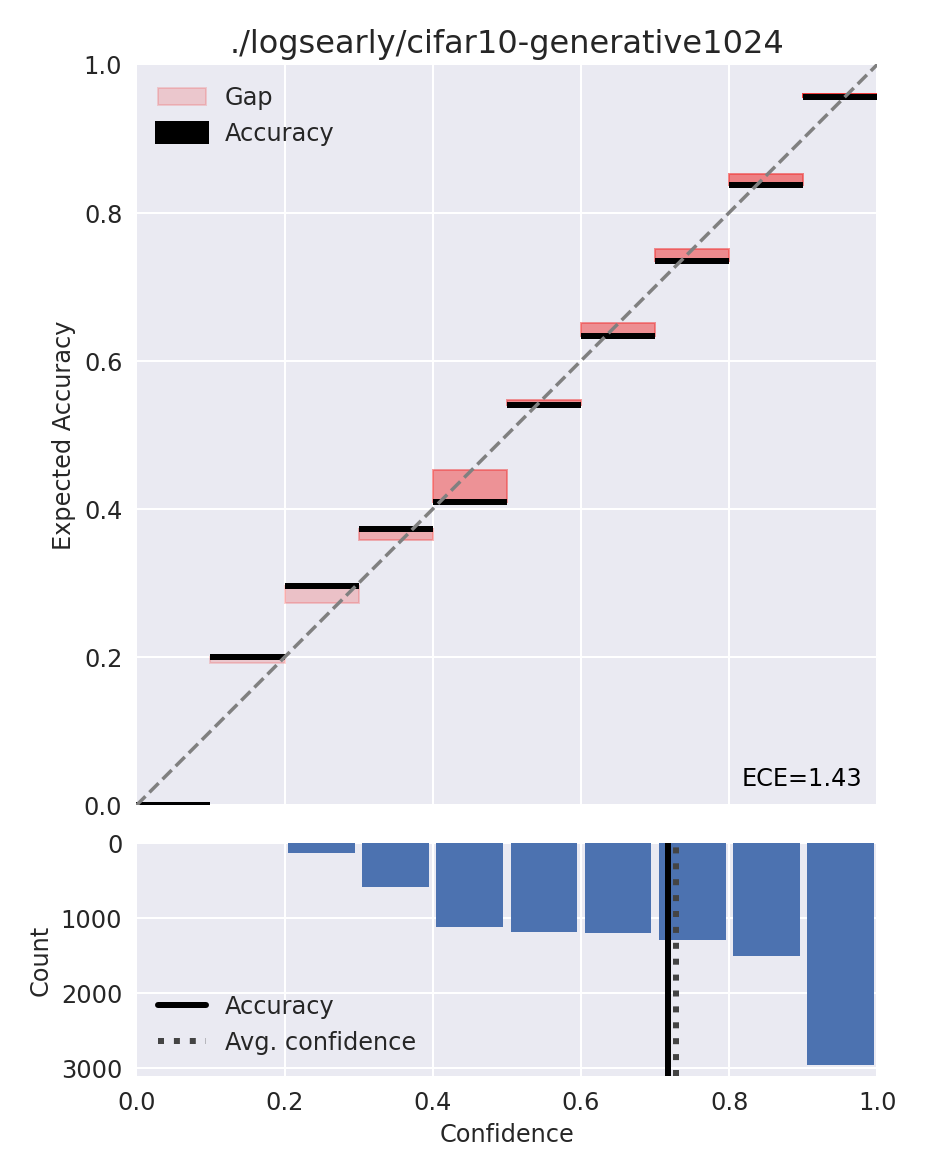 ./logsearly/cifar10-generative1024
1.0
Gap
Accuracy
0.8
0.6
Expected Accuracy
0.4
0.2
ECE=1.43
0.0
0
1000
Count
2000
Accuracy
Avg. confidence
3000
0.0 0.2 0.4 0.6 0.8 1.0
Confidence